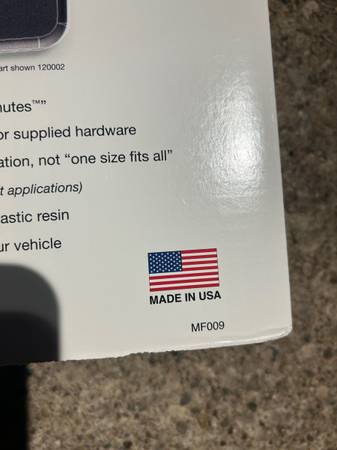 art shown 120002
nutes™”
or supplied hardware
ation, not “one size fits all”
t applications)
astic resin
ur vehicle
MADE IN USA
MF009